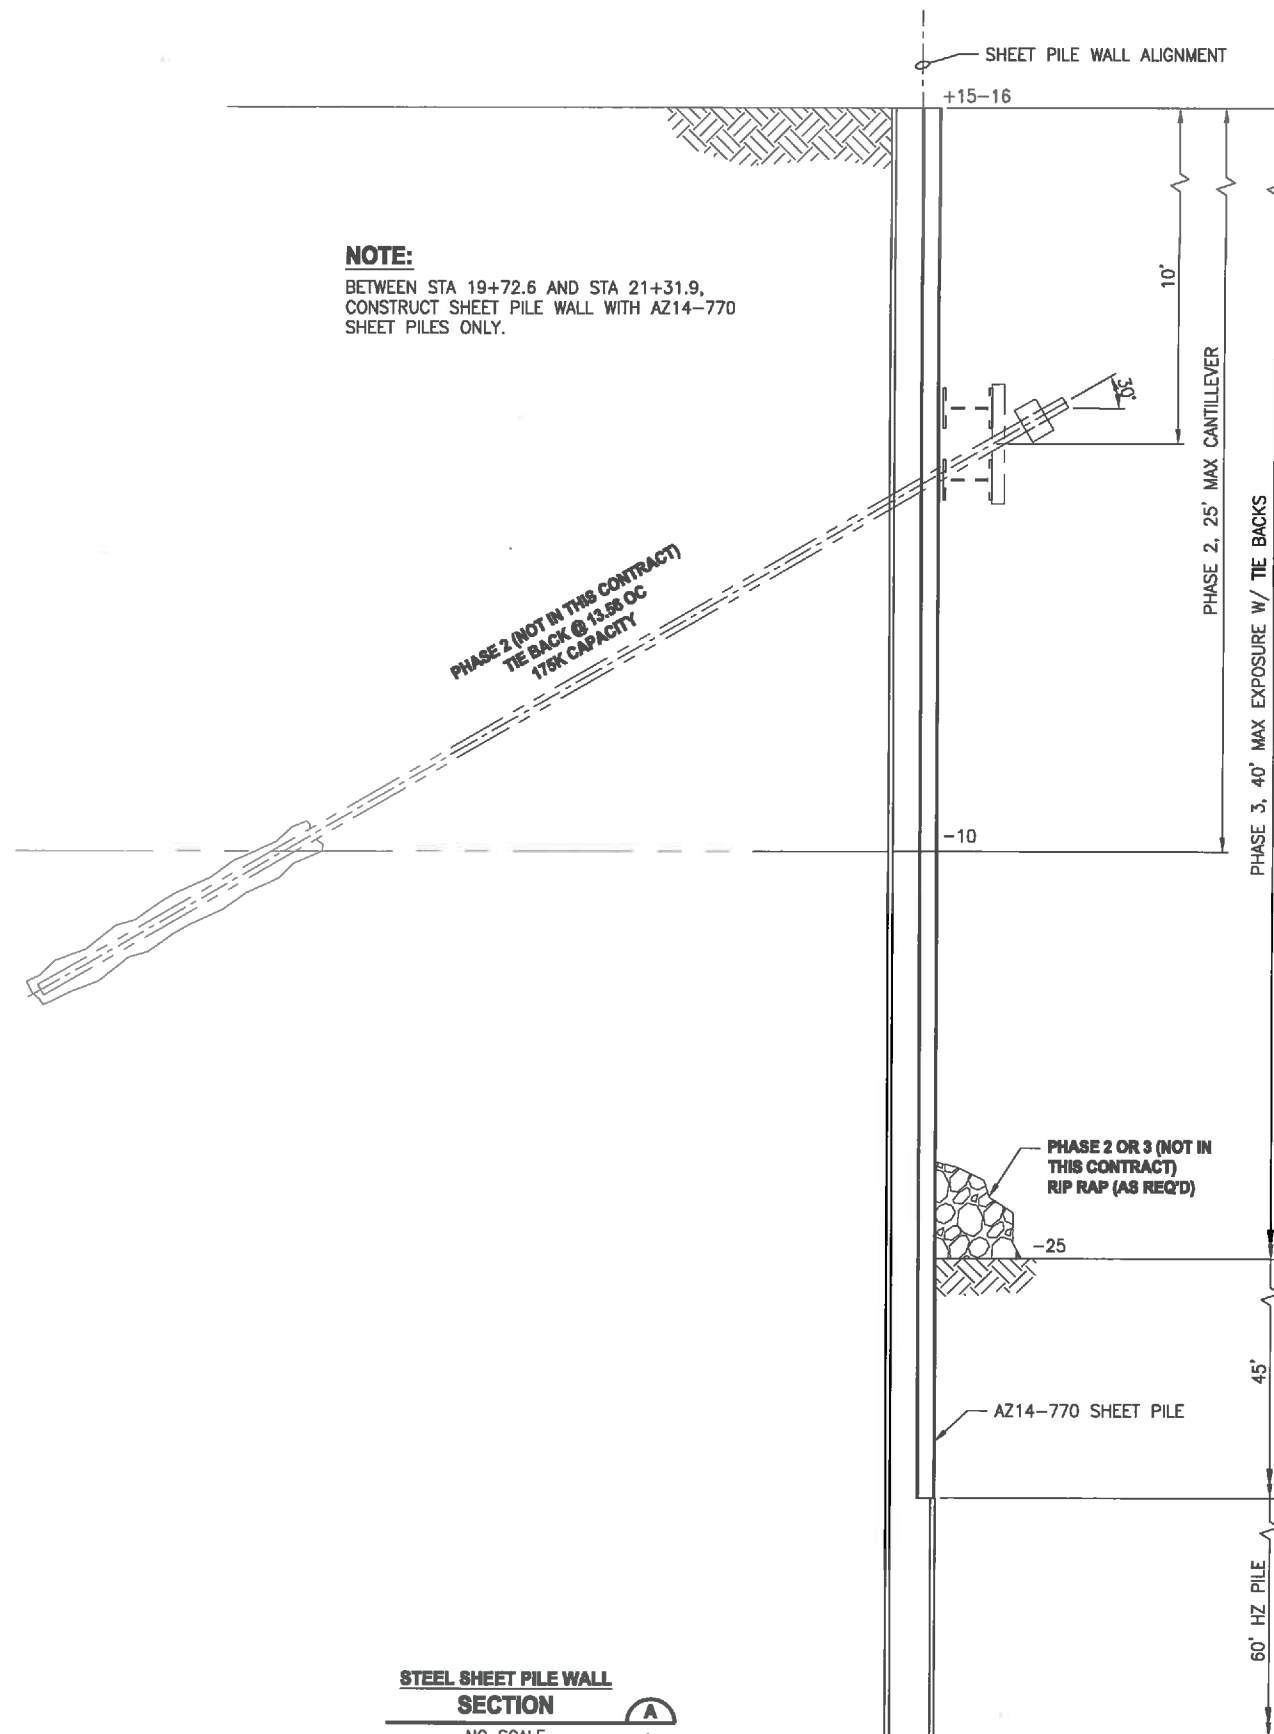 SHEET PILE WALL ALIGNMENT
+15-16
NOTE:
BETWEEN STA 19+72.6 AND STA 21+31.9,
CONSTRUCT SHEET PILE WALL WITH AZ14-770
SHEET PILES ONLY.
10'
30°
PHASE 2, 25' MAX CANTILLEVER
PHASE 3, 40' MAX EXPOSURE W/ TIE BACKS
PHASE 2 (NOT IN THIS CONTRACT)
TIE BACK @ 13.56 OC
175K CAPACITY
-10
PHASE 2 OR 3 (NOT IN
THIS CONTRACT)
RIP RAP (AS REQ'D)
-25
45'
AZ14-770 SHEET PILE
60' HZ PILE
STEEL SHEET PILE WALL
SECTION
A
NO SCALE